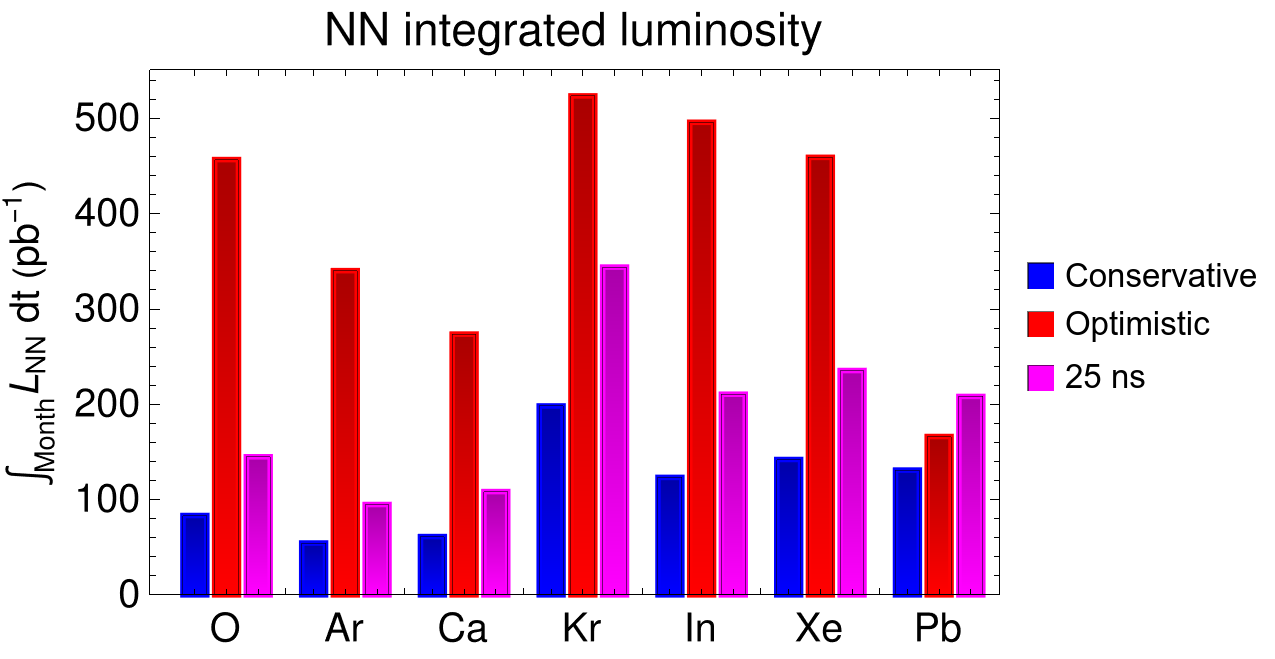 NN integrated luminosity
∫Month LNN dt (pb−1)
500
400
300
200
100
0
O Ar Ca Kr In Xe Pb
Conservative
Optimistic
25 ns